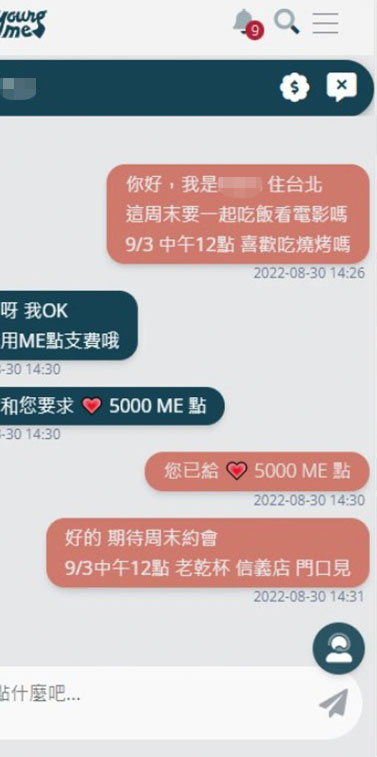 young
me
9
你好，我是 住台北
這周末要一起吃飯看電影嗎
9/3 中午12點 喜歡吃燒烤嗎
2022-08-30 14:26
呀 我OK
用ME點支費哦
-30 14:30
和您要求 ❤ 5000 ME 點
-30 14:30
您已給 ❤ 5000 ME 點
2022-08-30 14:30
好的 期待周末約會
9/3中午12點 老乾杯 信義店 門口見
2022-08-30 14:31
點什麼吧...